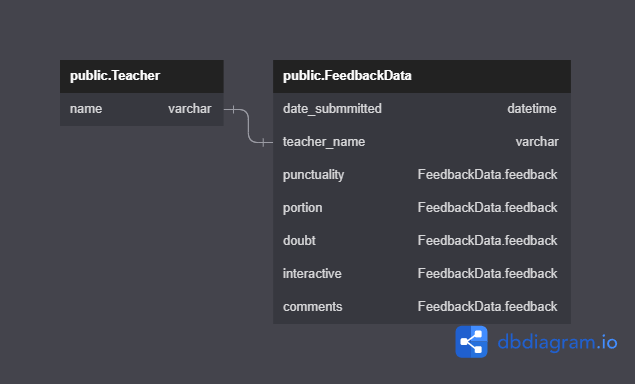 public.Teacher
name varchar
public.FeedbackData
date_submmitted datetime
teacher_name varchar
punctuality FeedbackData.feedback
portion FeedbackData.feedback
doubt FeedbackData.feedback
interactive FeedbackData.feedback
comments FeedbackData.feedback
dbdiagram.io